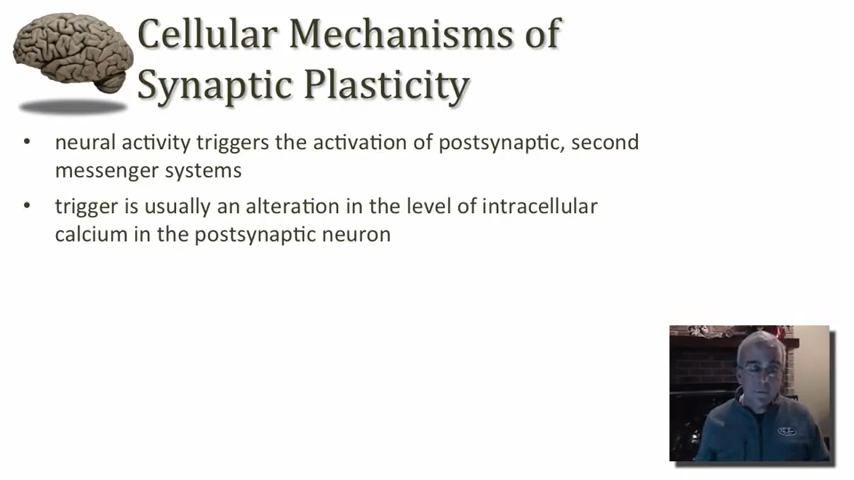 Cellular Mechanisms of
Synaptic Plasticity
• neural activity triggers the activation of postsynaptic, second
messenger systems
• trigger is usually an alteration in the level of intracellular
calcium in the postsynaptic neuron